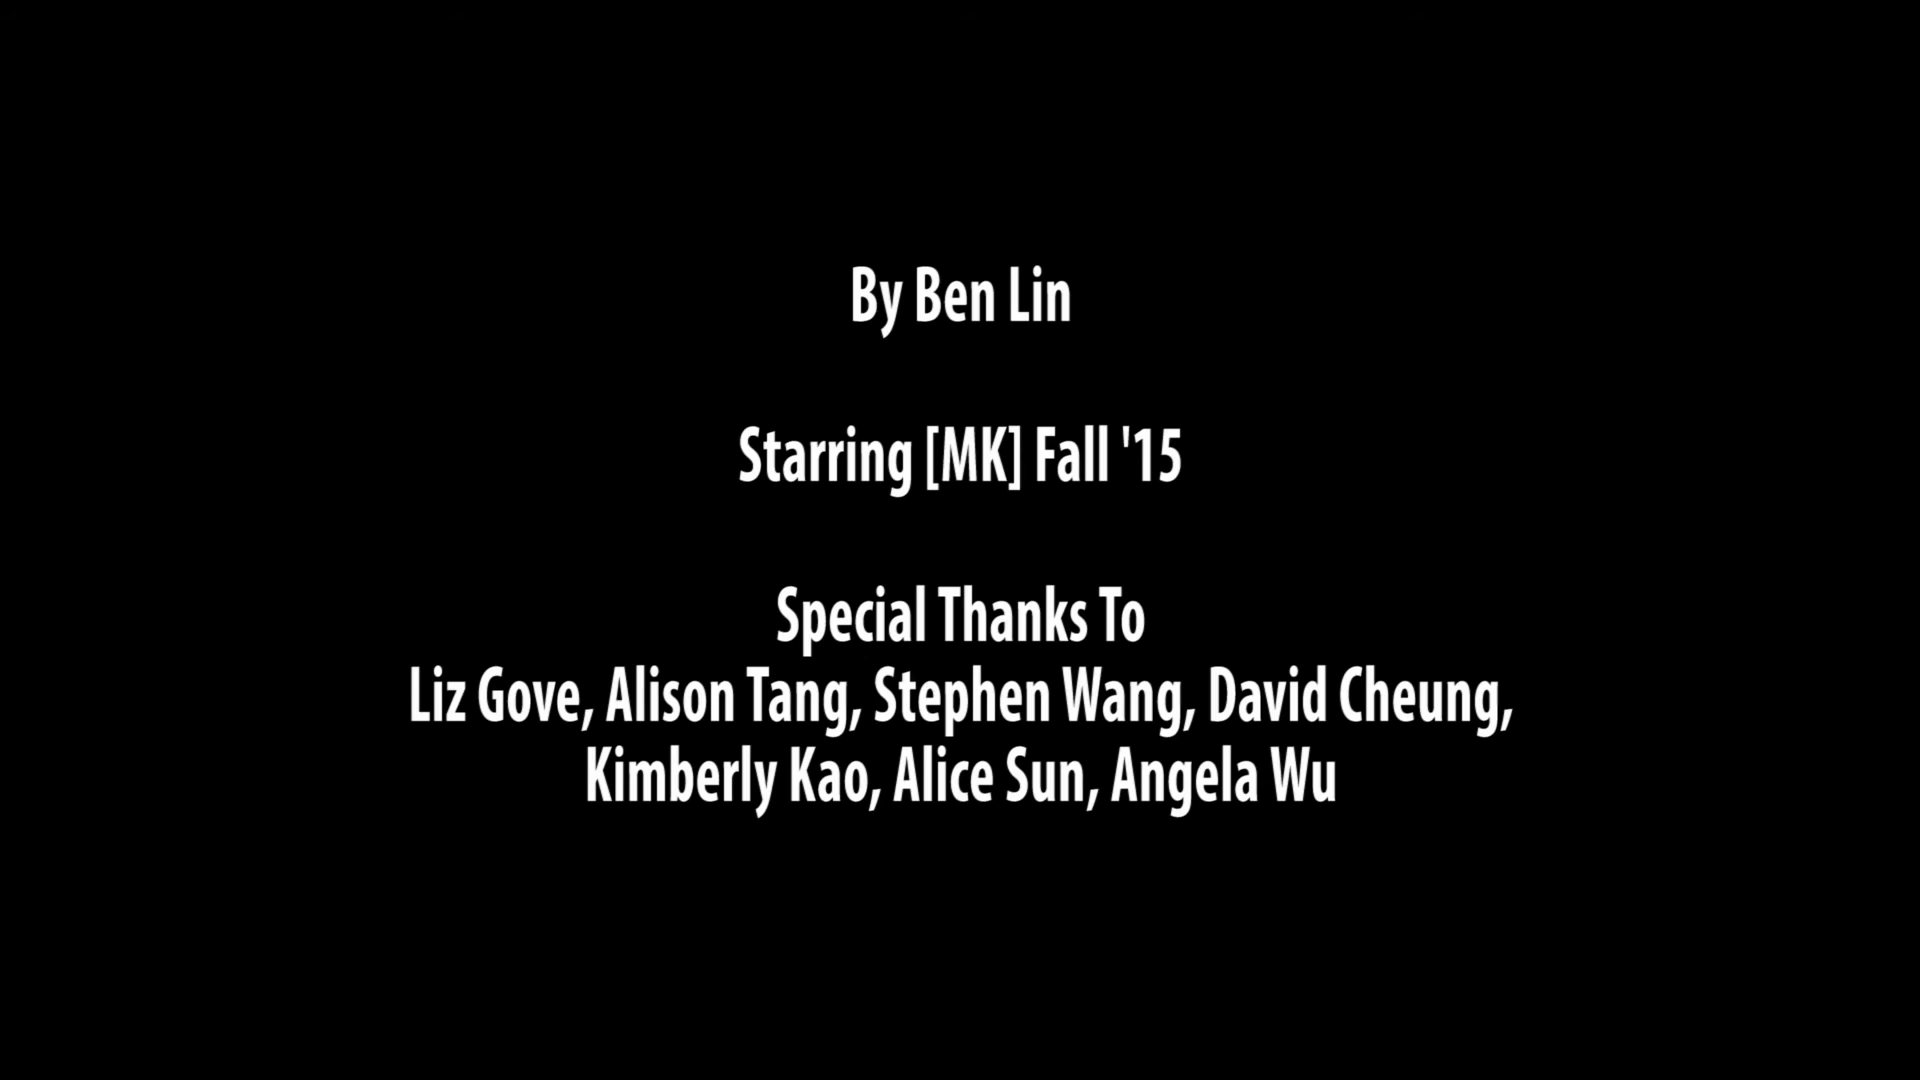 By Ben Lin
Starring [MK] Fall '15
Special Thanks To
Liz Gove, Alison Tang, Stephen Wang, David Cheung,
Kimberly Kao, Alice Sun, Angela Wu